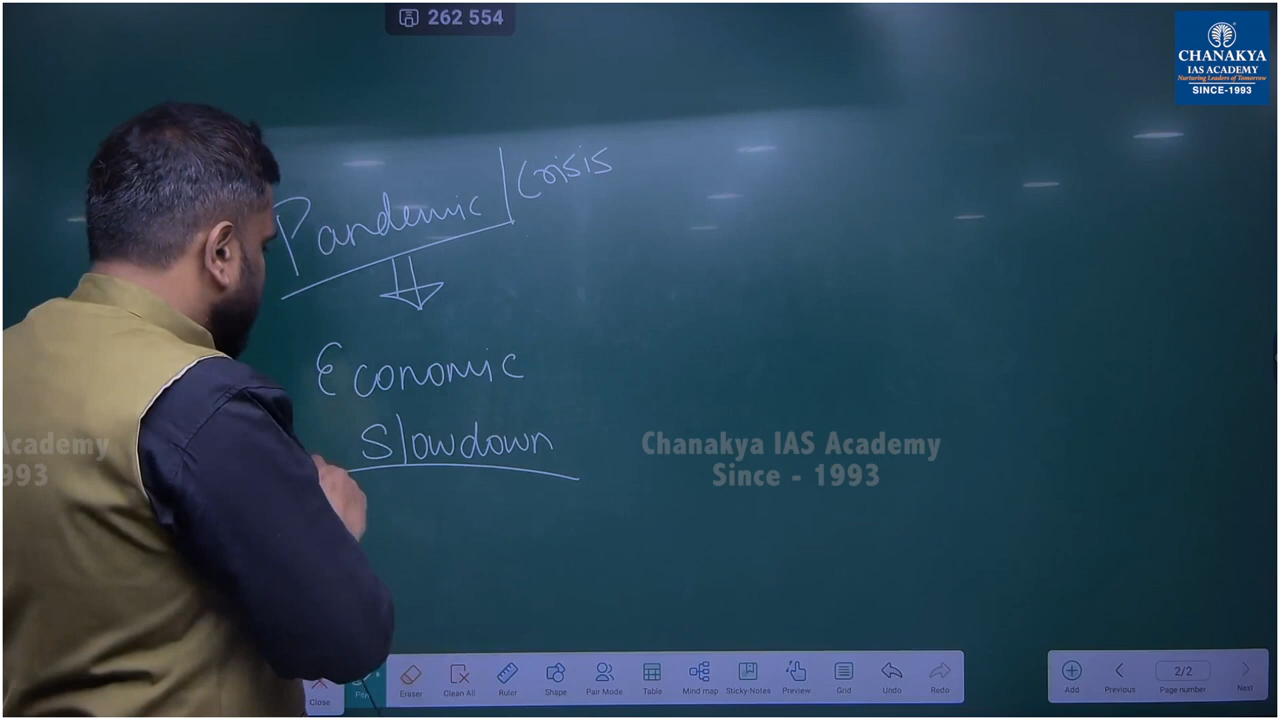 262 554
CHANAKYA
IAS ACADEMY
Nurturing Leaders of Tomorrow
SINCE-1993
Pandemic/Crisis
Economic
Slowdown
Academy
993
Chanakya IAS Academy
Since - 1993
Close
Pen
Eraser
Clean All
Ruler
Shape
Pair Mode
Table
Mind map
Sticky-Notes
Preview
Grid
Undo
Redo
Add
Previous
2/2
Page number
Next